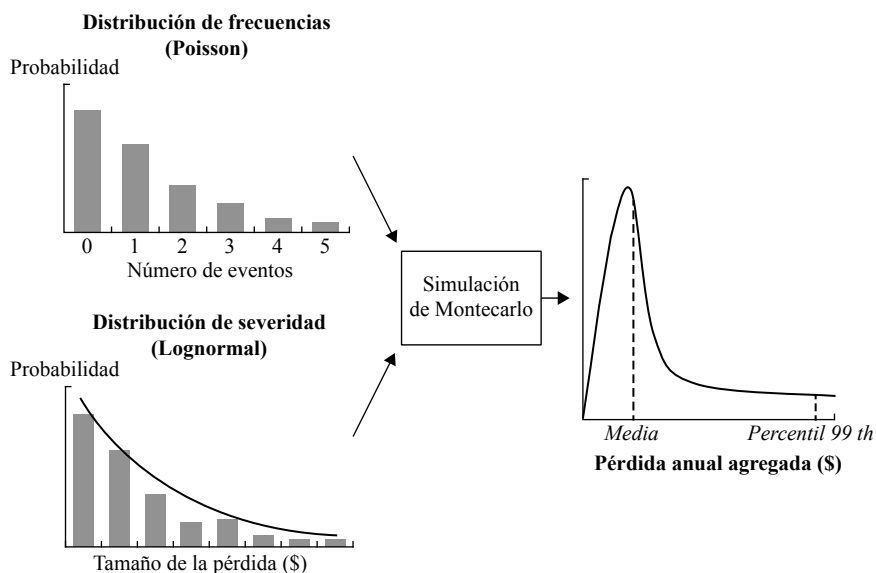 Distribución de frecuencias
(Poisson)
Probabilidad
0 1 2 3 4 5
Número de eventos
Distribución de severidad
(Lognormal)
Probabilidad
Tamaño de la pérdida ($)
Simulación
de Montecarlo
Media Percentil 99 th
Pérdida anual agregada ($)